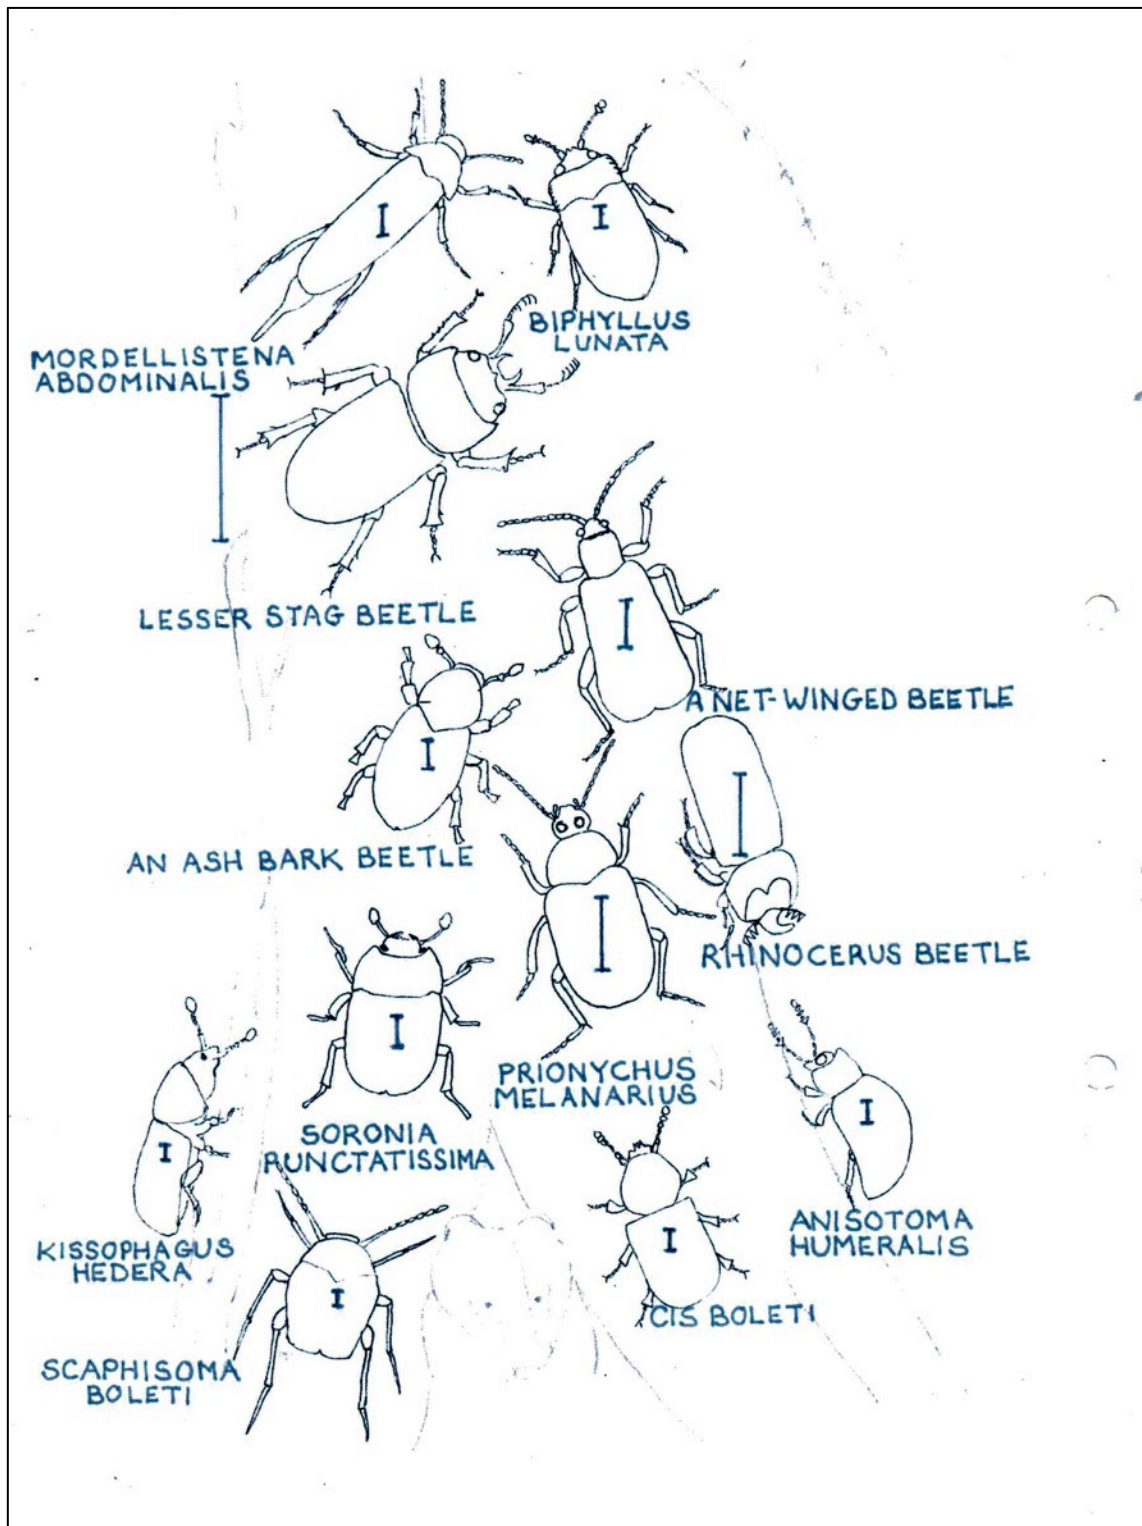 BIPHYLLUS
LUNATA
MORDELLISTENA
ABDOMINALIS
LESSER STAG BEETLE
A NET-WINGED BEETLE
AN ASH BARK BEETLE
RHINOCERUS BEETLE
PRIONYCHUS
MELANARIUS
SORONIA
PUNCTATISSIMA
ANISOTOMA
HUMERALIS
KISSOPHAGUS
HEDERA
CIS BOLETI
SCAPHISOMA
BOLETI